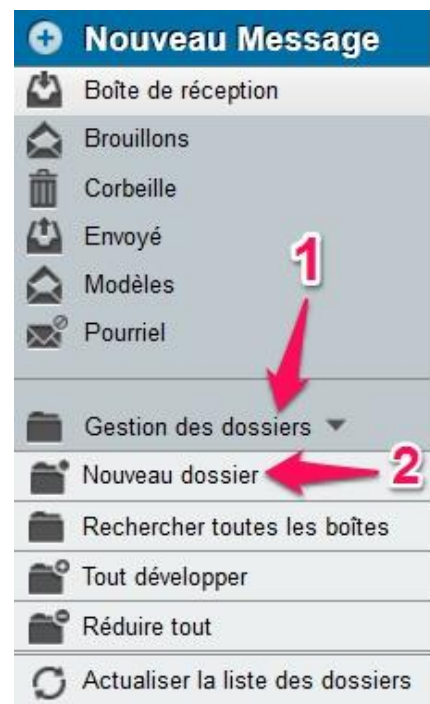 Nouveau Message
Boîte de réception
Brouillons
Corbeille
Envoyé
1
Modèles
Pourriel
Gestion des dossiers
Nouveau dossier
2
Rechercher toutes les boîtes
Tout développer
Réduire tout
Actualiser la liste des dossiers